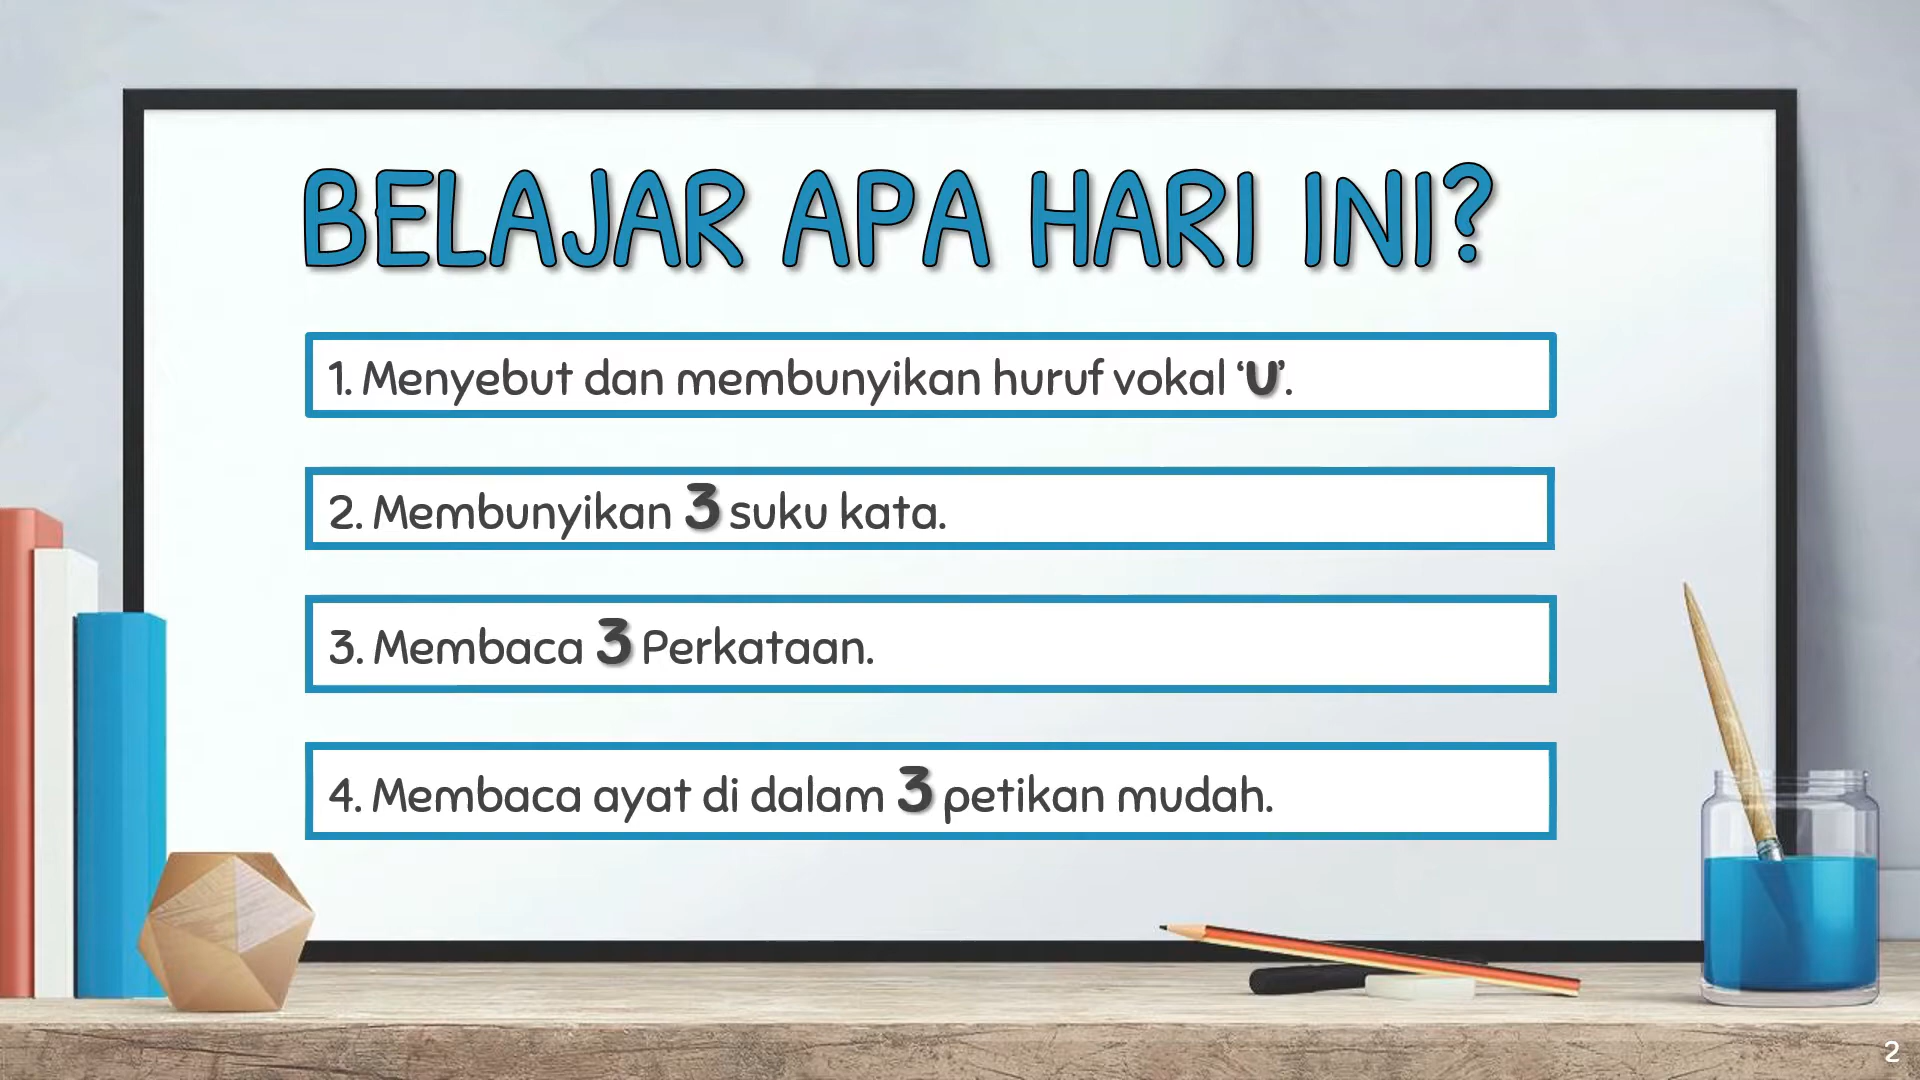 BELAJAR APA HARI INI?
1. Menyebut dan membunyikan huruf vokal ‘U’.
2. Membunyikan 3 suku kata.
3. Membaca 3 Perkataan.
4. Membaca ayat di dalam 3 petikan mudah.
2